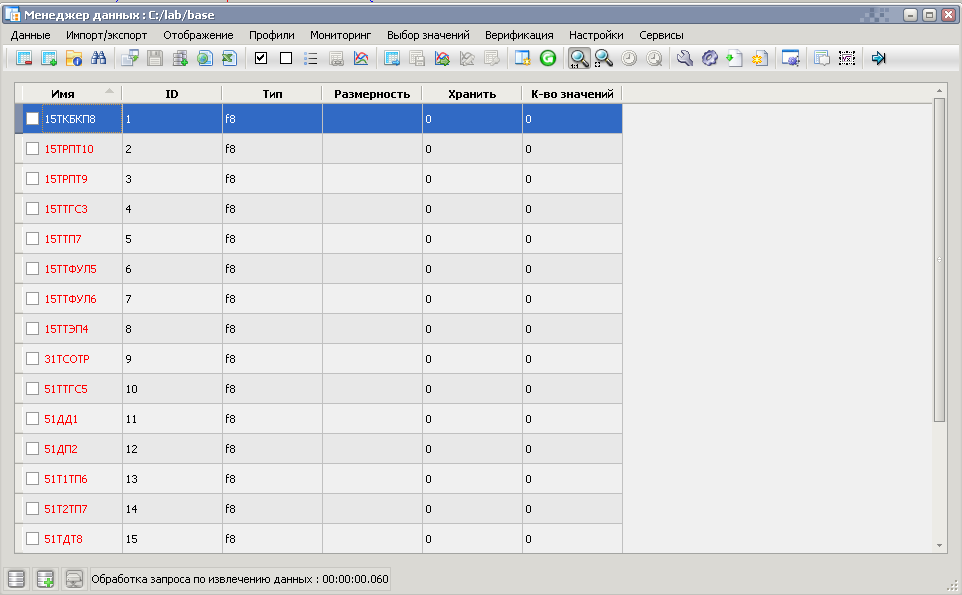 Менеджер данных : C:/lab/base
Данные Импорт/экспорт Отображение Профили Мониторинг Выбор значений Верификация Настройки Сервисы
1:1
Имя ID Тип Размерность Хранить К-во значений
15ТКБКП8 1 f8 0 0
15ТРПТ10 2 f8 0 0
15ТРПТ9 3 f8 0 0
15ТТГС3 4 f8 0 0
15ТТП7 5 f8 0 0
15ТТФУЛ5 6 f8 0 0
15ТТФУЛ6 7 f8 0 0
15ТТЭП4 8 f8 0 0
31ТСОТР 9 f8 0 0
51ТТГС5 10 f8 0 0
51ДД1 11 f8 0 0
51ДП2 12 f8 0 0
51Т1ТП6 13 f8 0 0
51Т2ТП7 14 f8 0 0
51ТДТ8 15 f8 0 0
Обработка запроса по извлечению данных : 00:00:00.060